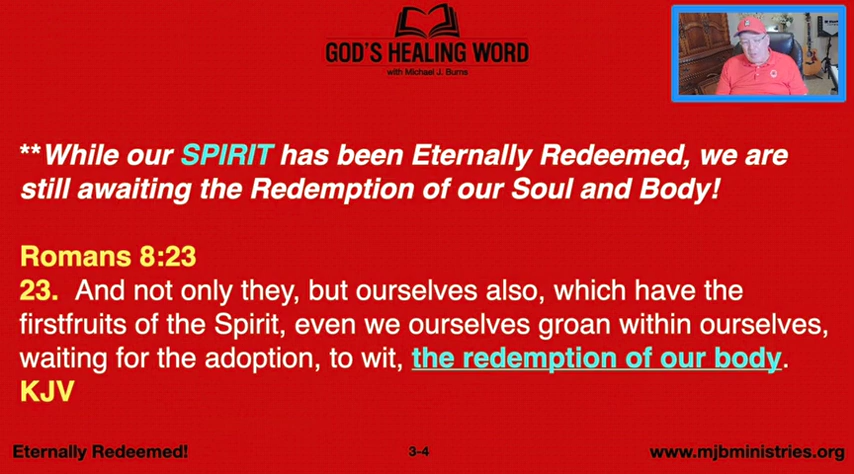 GOD'S HEALING WORD
with Michael J. Burns
**While our SPIRIT has been Eternally Redeemed, we are
still awaiting the Redemption of our Soul and Body!
Romans 8:23
23. And not only they, but ourselves also, which have the
firstfruits of the Spirit, even we ourselves groan within ourselves,
waiting for the adoption, to wit, the redemption of our body.
KJV
Eternally Redeemed!
3-4
www.mjbministries.org